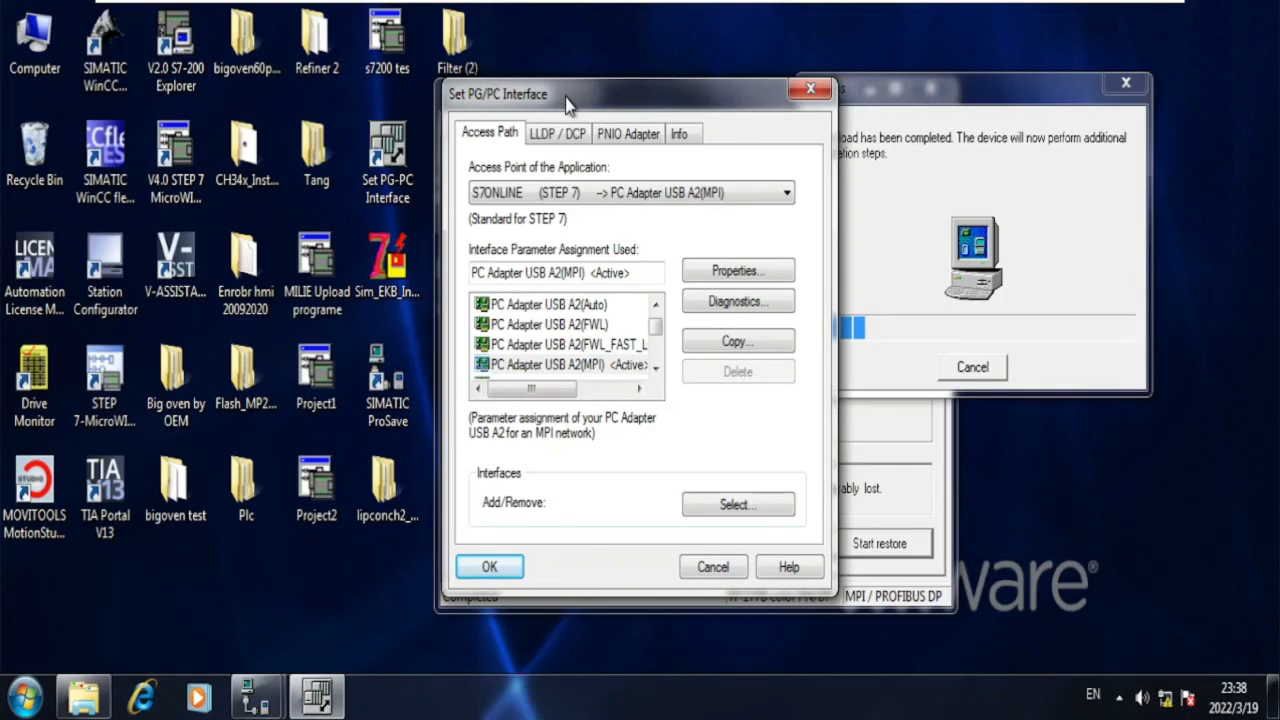 Computer
SIMATIC
WinCC...
V2.0 S7-200
Explorer
bigoven60p...
Refiner 2
s7200 tes
Filter (2)
Recycle Bin
SIMATIC
WinCC fle...
V4.0 STEP 7
MicroWI...
CH34x_Inst...
Tang
Set PG-PC
Interface
Automation
License M...
Station
Configurator
V-ASSISTA...
Enrobr hmi
20092020
MILIE Upload
programe
Sim_EKB_In...
Drive
Monitor
STEP
7-MicroWI...
Big oven by
OEM
Flash_MP2...
Project1
SIMATIC
ProSave
MOVITOOLS
MotionStu...
TIA Portal
V13
bigoven test
Plc
Project2
lipconch2_...
Set PG/PC Interface
Access Path
LLDP / DCP
PNIO Adapter
Info
Access Point of the Application:
S7ONLINE (STEP 7) --> PC Adapter USB A2(MPI)
(Standard for STEP 7)
Interface Parameter Assignment Used:
PC Adapter USB A2(MPI) <Active>
Properties...
PC Adapter USB A2(Auto)
PC Adapter USB A2(FWL)
PC Adapter USB A2(FWL_FAST_L
PC Adapter USB A2(MPI) <Active>
Diagnostics...
Copy...
Delete
(Parameter assignment of your PC Adapter
USB A2 for an MPI network)
Interfaces
Add/Remove:
Select...
OK
Cancel
Help
load has been completed. The device will now perform additional
ation steps.
Cancel
ably lost.
Start restore
Completed
MPI / PROFIBUS DP
ware®
EN
23:38
2022/3/19